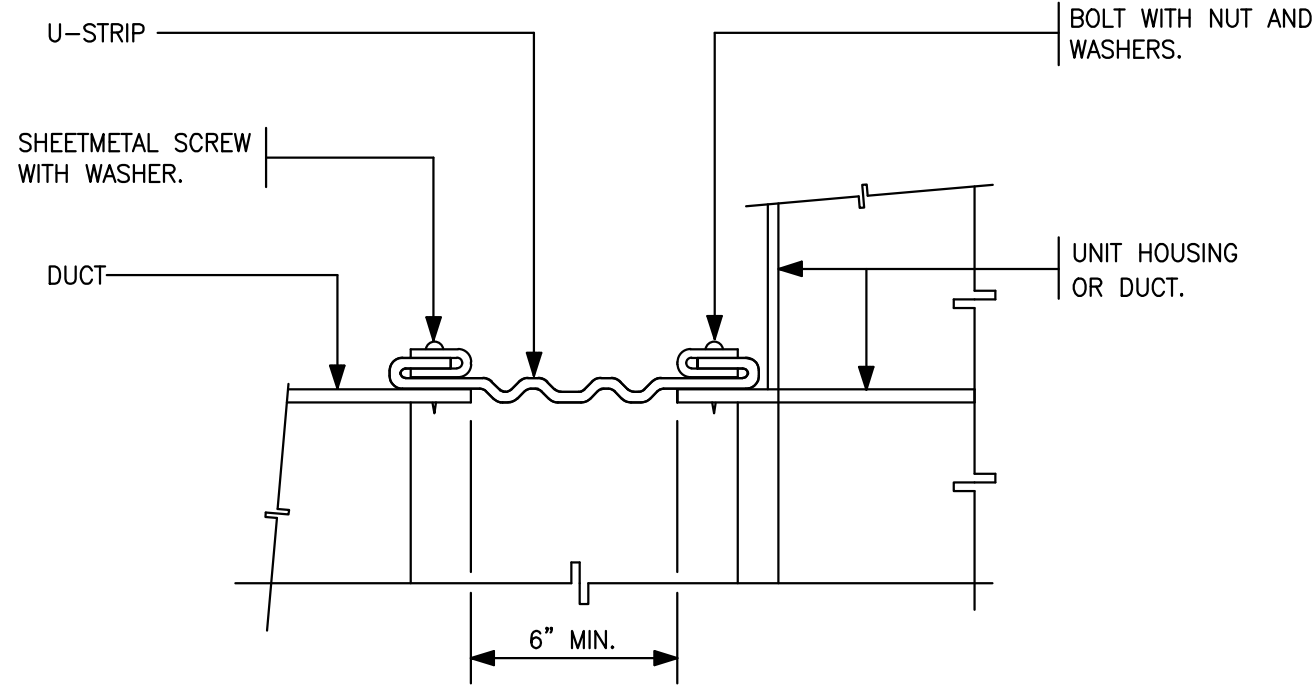 U-STRIP
BOLT WITH NUT AND
WASHERS.
SHEETMETAL SCREW
WITH WASHER.
DUCT
UNIT HOUSING
OR DUCT.
6" MIN.